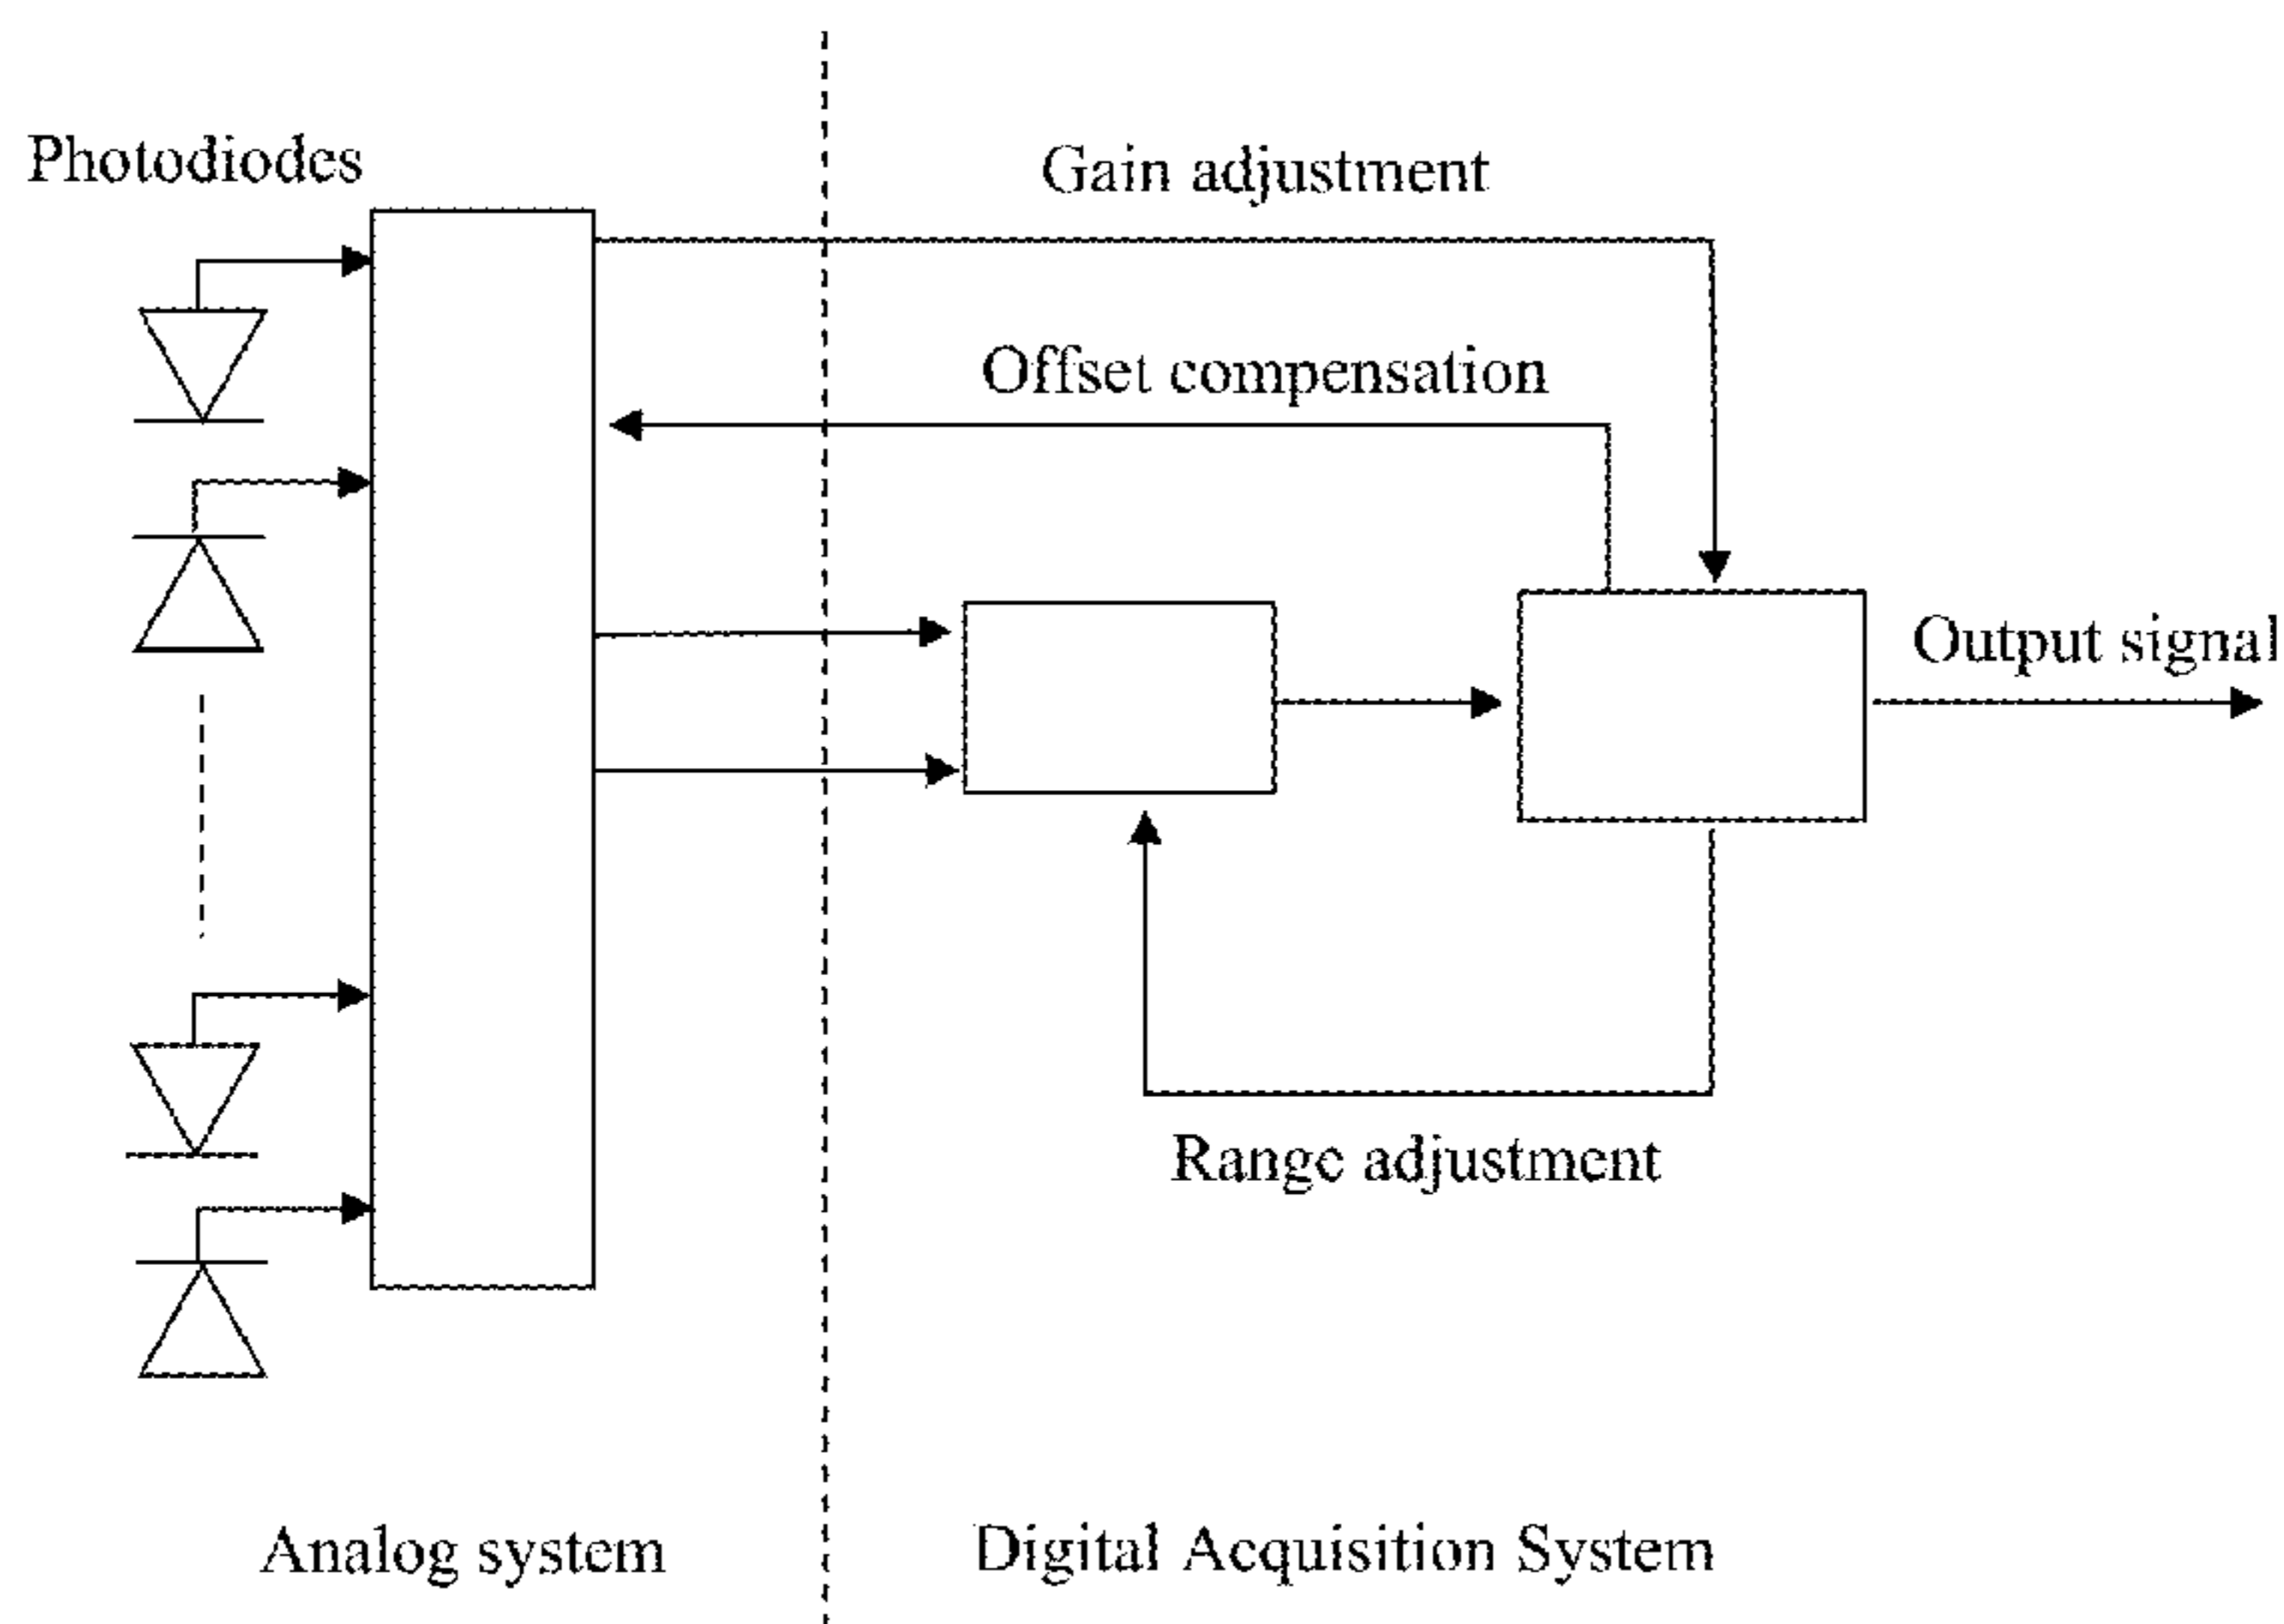 Photodiodes
Gain adjustment
Offset compensation
Output signal
Range adjustment
Analog system
Digital Acquisition System